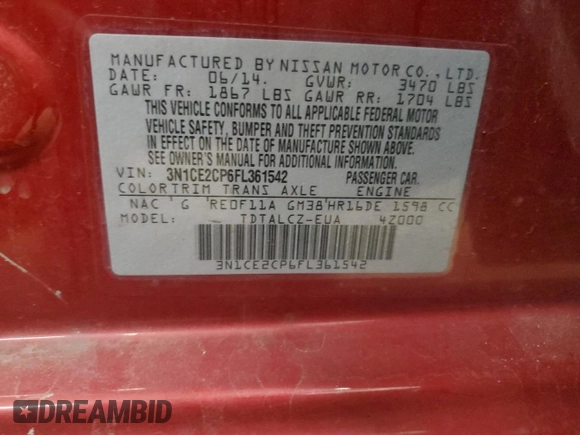 MANUFACTURED BY NISSAN MOTOR CO., LTD.
DATE: 06/14. GVWR: 3470 LBS
GAWR FR: 1867 LBS GAWR RR: 1704 LBS
THIS VEHICLE CONFORMS TO ALL APPLICABLE FEDERAL MOTOR
VEHICLE SAFETY, BUMPER AND THEFT PREVENTION STANDARDS
IN EFFECT ON THE DATE OF MANUFACTURE SHOWN ABOVE.
SEE OWNER'S MANUAL FOR ADDITIONAL INFORMATION.
VIN: 3N1CE2CP6FL361542 PASSENGER CAR.
COLOR TRIM TRANS AXLE ENGINE
NAC G RE0F11A GM38 HR16DE 1598 CC
MODEL: TDTALCZ-EUA 4Z000
3N1CE2CP6FL361542
DREAMBID